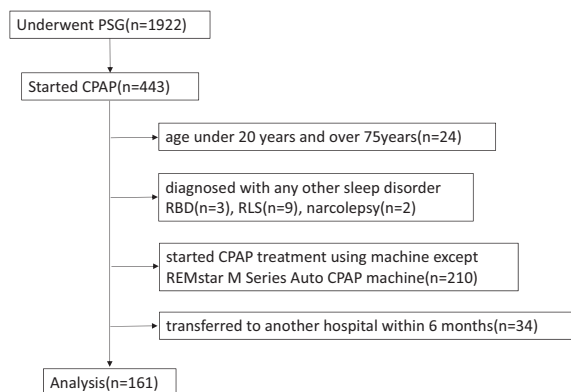 Underwent PSG(n=1922)
Started CPAP(n=443)
age under 20 years and over 75years(n=24)
diagnosed with any other sleep disorder
RBD(n=3), RLS(n=9), narcolepsy(n=2)
started CPAP treatment using machine except
REMstar M Series Auto CPAP machine(n=210)
transferred to another hospital within 6 months(n=34)
Analysis(n=161)